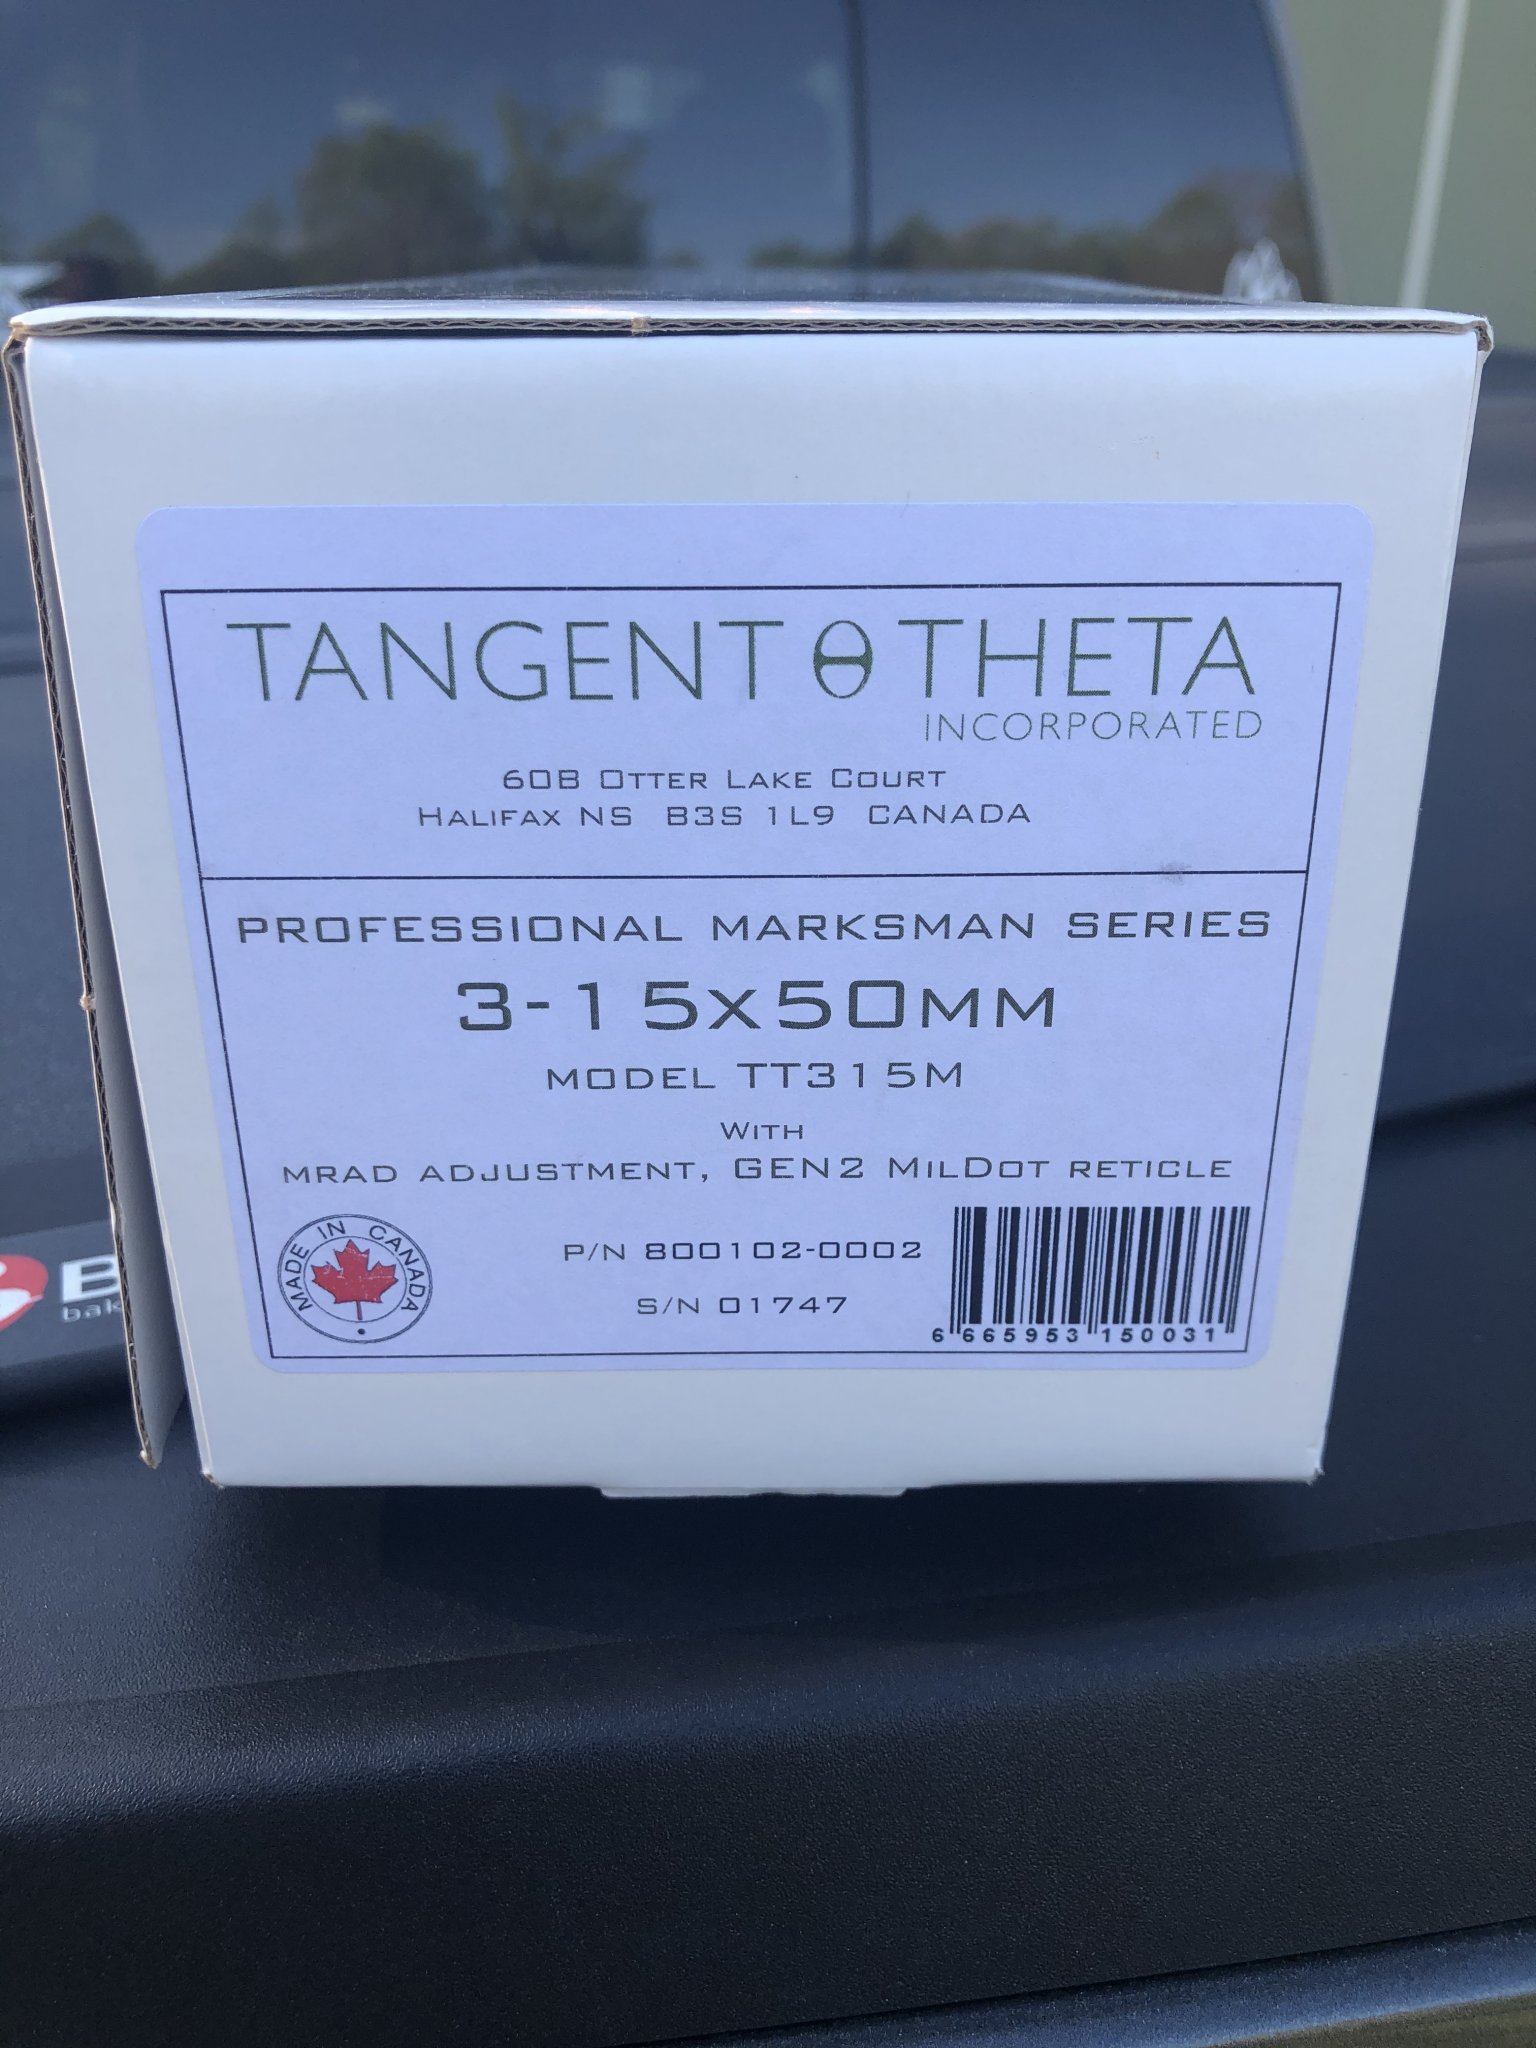 TANGENT θ THETA
INCORPORATED
60B OTTER LAKE COURT
HALIFAX NS B3S 1L9 CANADA
PROFESSIONAL MARKSMAN SERIES
3-15x50MM
MODEL TT315M
WITH
MRAD ADJUSTMENT, GEN2 MILDOT RETICLE
MADE IN CANADA
P/N 800102-0002
S/N 01747
6 665953 150031